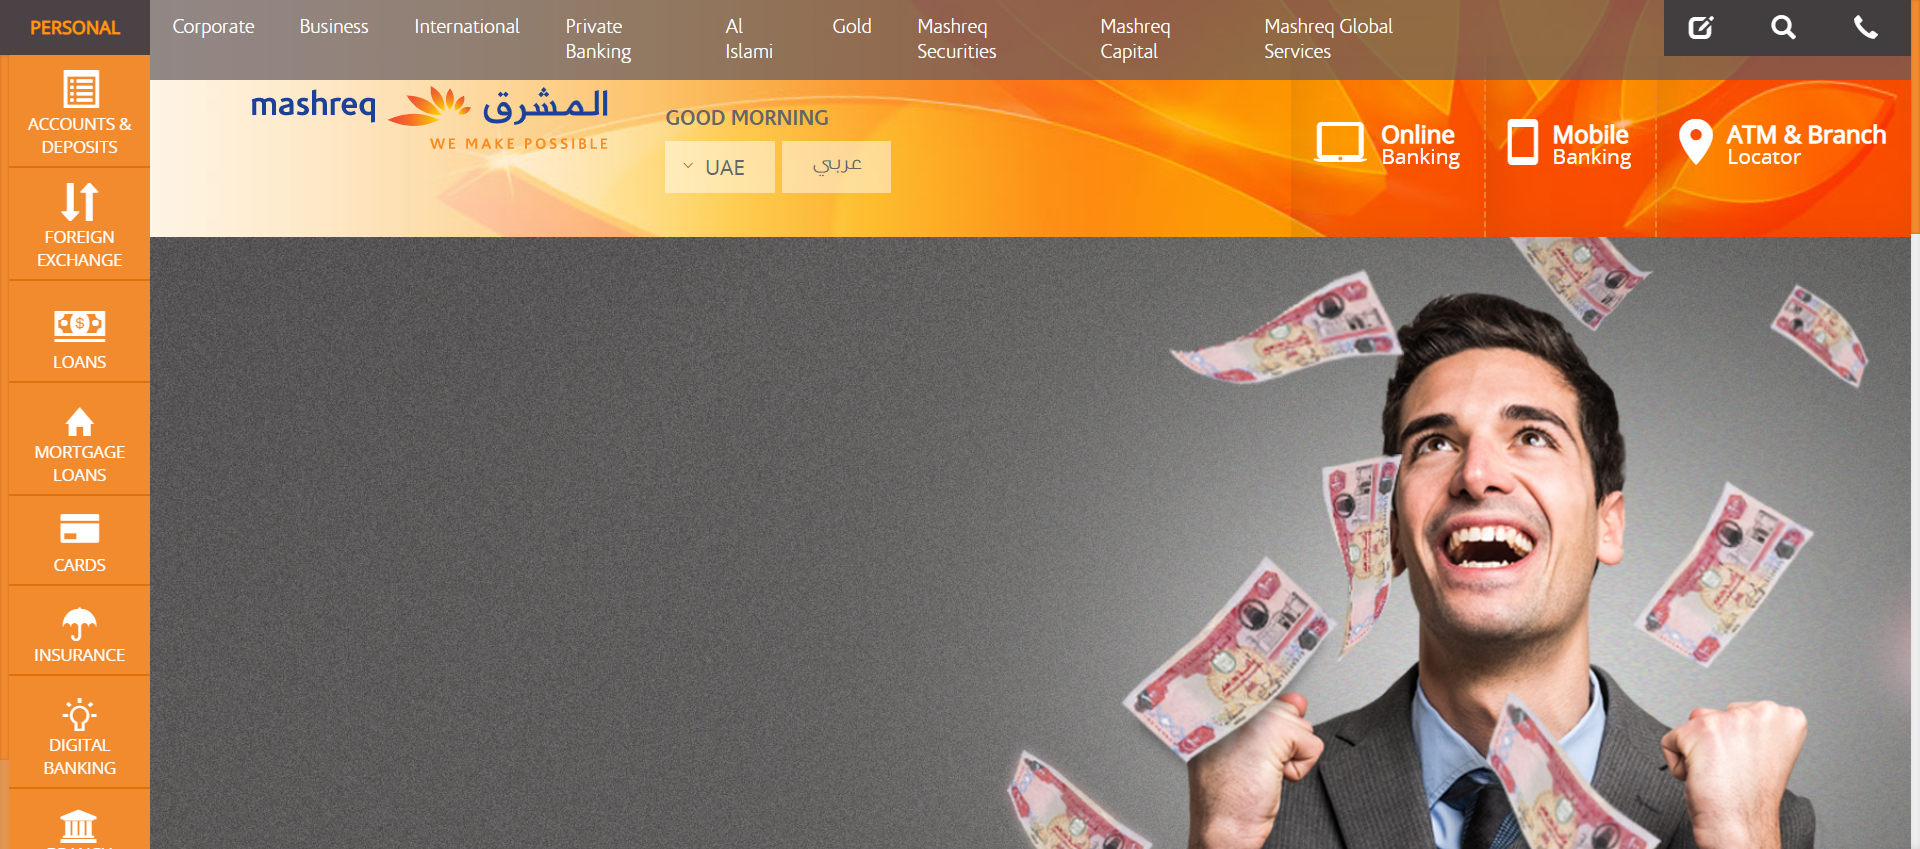 PERSONAL
Corporate
Business
International
Private
Banking
Al
Islami
Gold
Mashreq
Securities
Mashreq
Capital
Mashreq Global
Services
mashreq
المشرق
WE MAKE POSSIBLE
GOOD MORNING
UAE
عربي
Online
Banking
Mobile
Banking
ATM & Branch
Locator
ACCOUNTS &
DEPOSITS
FOREIGN
EXCHANGE
LOANS
MORTGAGE
LOANS
CARDS
INSURANCE
DIGITAL
BANKING